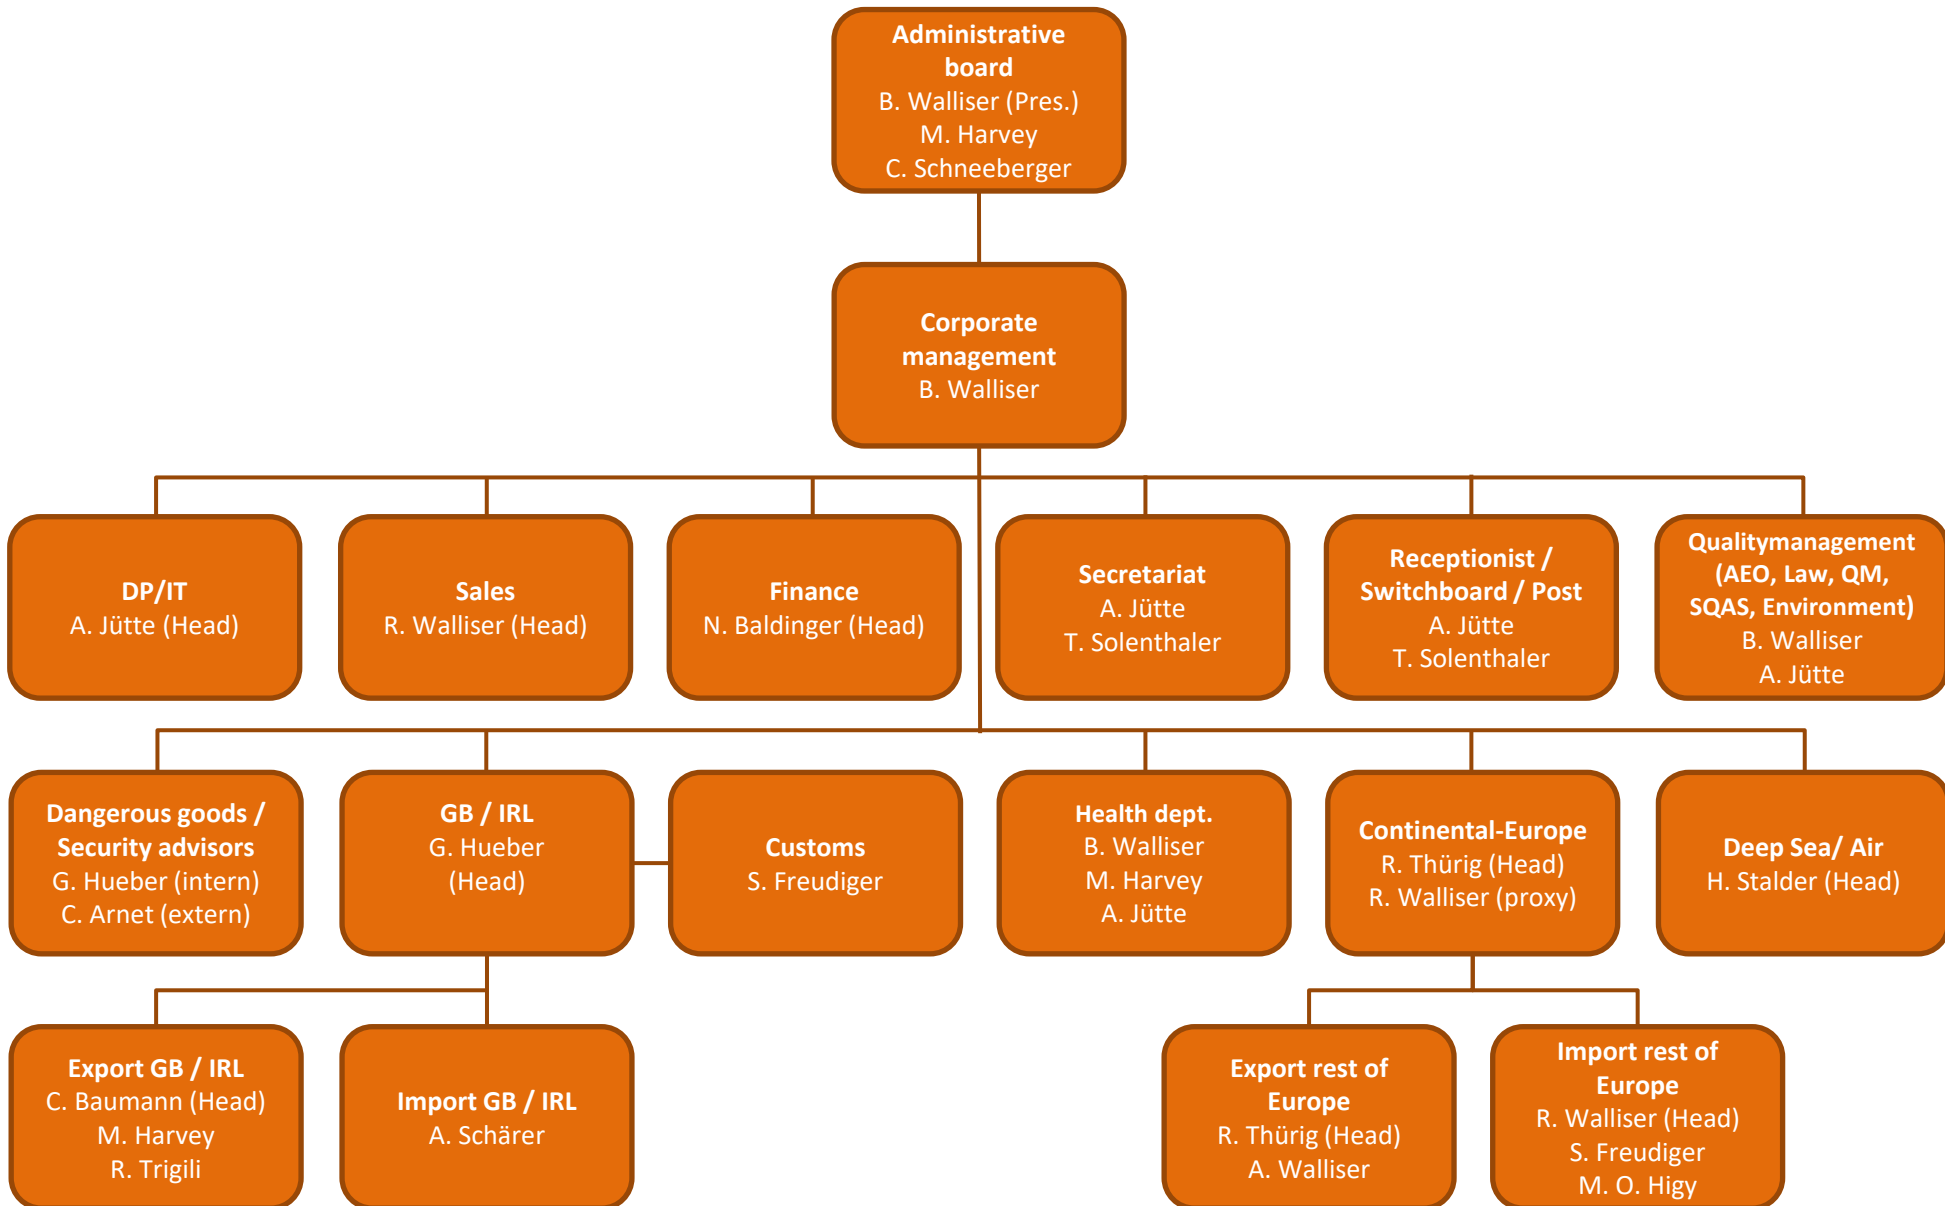 Administrative
board
B. Walliser (Pres.)
M. Harvey
C. Schneeberger
Corporate
management
B. Walliser
DP/IT
A. Jütte (Head)
Sales
R. Walliser (Head)
Finance
N. Baldinger (Head)
Secretariat
A. Jütte
T. Solenthaler
Receptionist /
Switchboard / Post
A. Jütte
T. Solenthaler
Qualitymanagement
(AEO, Law, QM,
SQAS, Environment)
B. Walliser
A. Jütte
Dangerous goods /
Security advisors
G. Hueber (intern)
C. Arnet (extern)
GB / IRL
G. Hueber
(Head)
Customs
S. Freudiger
Health dept.
B. Walliser
M. Harvey
A. Jütte
Continental-Europe
R. Thürig (Head)
R. Walliser (proxy)
Deep Sea/ Air
H. Stalder (Head)
Export GB / IRL
C. Baumann (Head)
M. Harvey
R. Trigili
Import GB / IRL
A. Schärer
Export rest of
Europe
R. Thürig (Head)
A. Walliser
Import rest of
Europe
R. Walliser (Head)
S. Freudiger
M. O. Higy